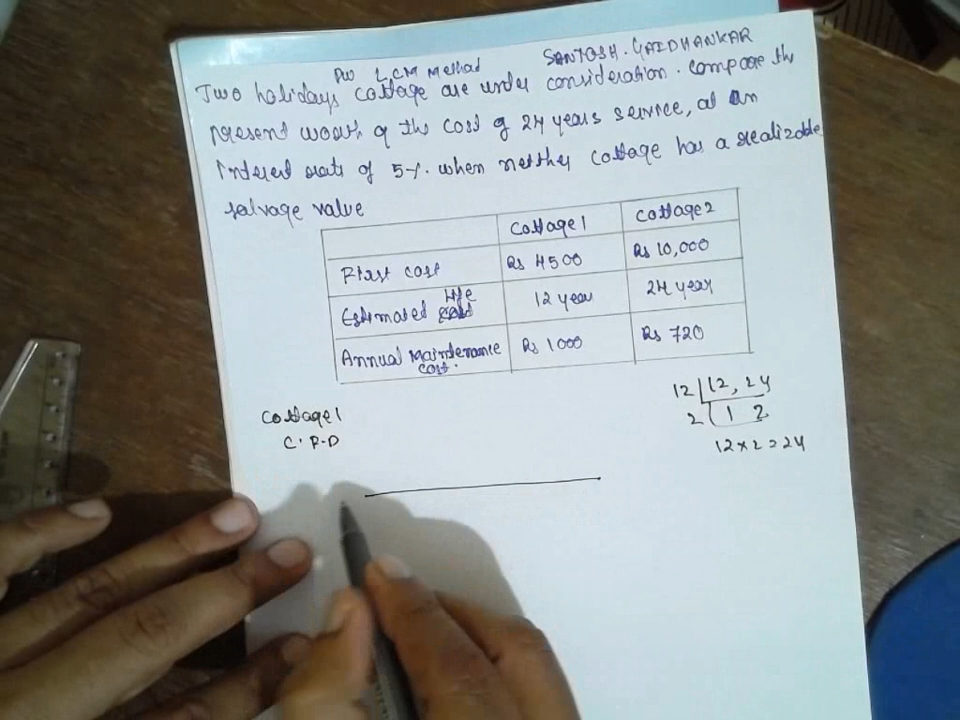 PW LCM Method SANTOSH. GAIDHANKAR
Two holidays cottage are under consideration. compare the
present worth of the cost of 24 years service, at an
interest rate of 5%. when neither cottage has a realizable
salvage value
Cottage 1 Cottage 2
First cost Rs 4500 Rs 10,000
Estimated life 12 year 24 year
Annual Maintenance cost. Rs 1000 Rs 720
Cottage 1
C.F.D
12 12, 24
2 1 2
12 x 2 = 24